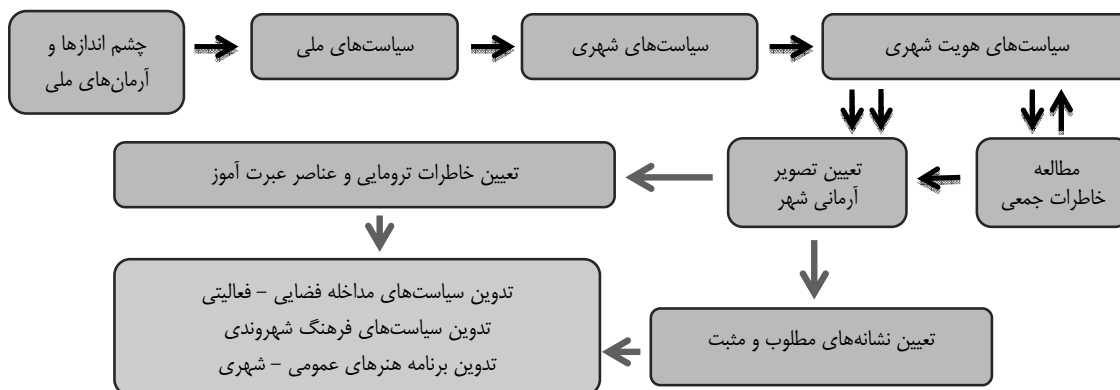 چشم اندازها و
آرمان‌های ملی
سیاست‌های ملی
سیاست‌های شهری
سیاست‌های هویت شهری
مطالعه
خاطرات جمعی
تعیین تصویر
آرمانی شهر
تعیین خاطرات ترومایی و عناصر عبرت آموز
تعیین نشانه‌های مطلوب و مثبت
تدوین سیاست‌های مداخله فضایی – فعالیتی
تدوین سیاست‌های فرهنگ شهروندی
تدوین برنامه هنرهای عمومی – شهری